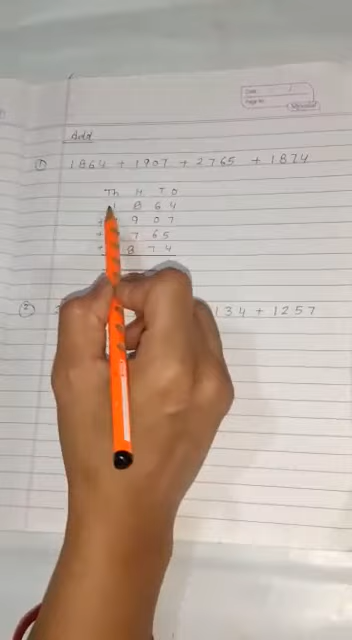 Date
Page No.
Add
① 1864 + 1907 + 2765 + 1874
Th H T O
1 8 6 4
+ 9 0 7
+ 7 6 5
+ 8 7 4
② 134 + 1257